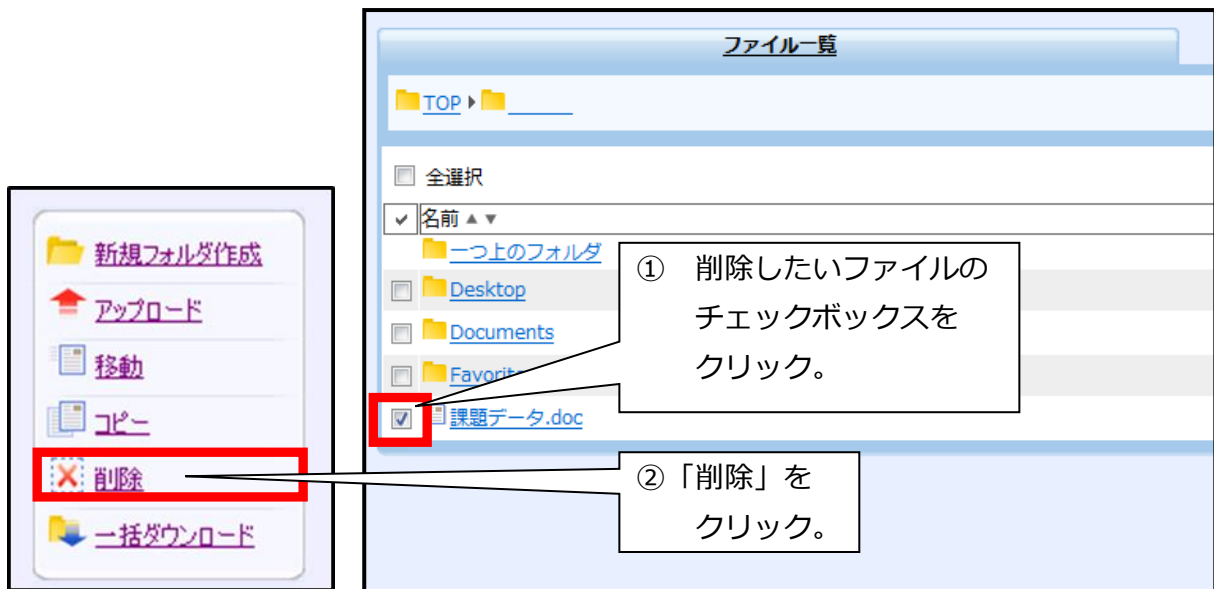 ファイル一覧
TOP
全選択
名前▲▼
一つ上のフォルダ
Desktop
Documents
Favorite
課題データ.doc
新規フォルダ作成
アップロード
移動
コピー
削除
一括ダウンロード
① 削除したいファイルの
チェックボックスを
クリック。
②「削除」を
クリック。